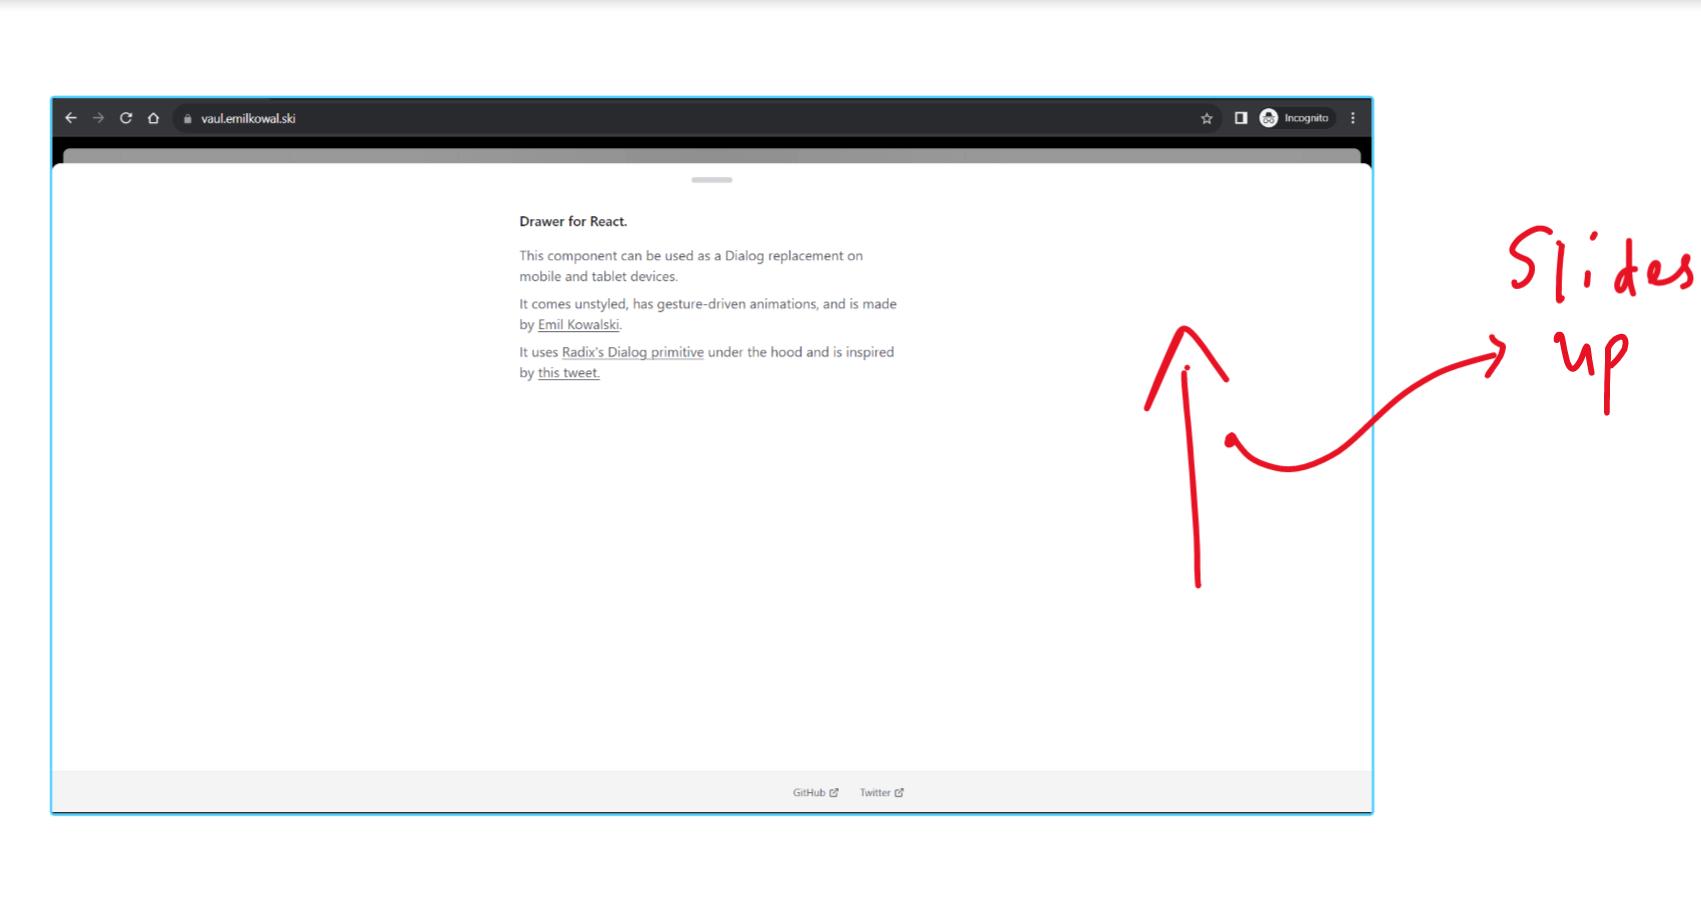 vaul.emilkowal.ski
Incognito
Drawer for React.
This component can be used as a Dialog replacement on
mobile and tablet devices.
It comes unstyled, has gesture-driven animations, and is made
by Emil Kowalski.
It uses Radix's Dialog primitive under the hood and is inspired
by this tweet.
Slides
up
GitHub
Twitter